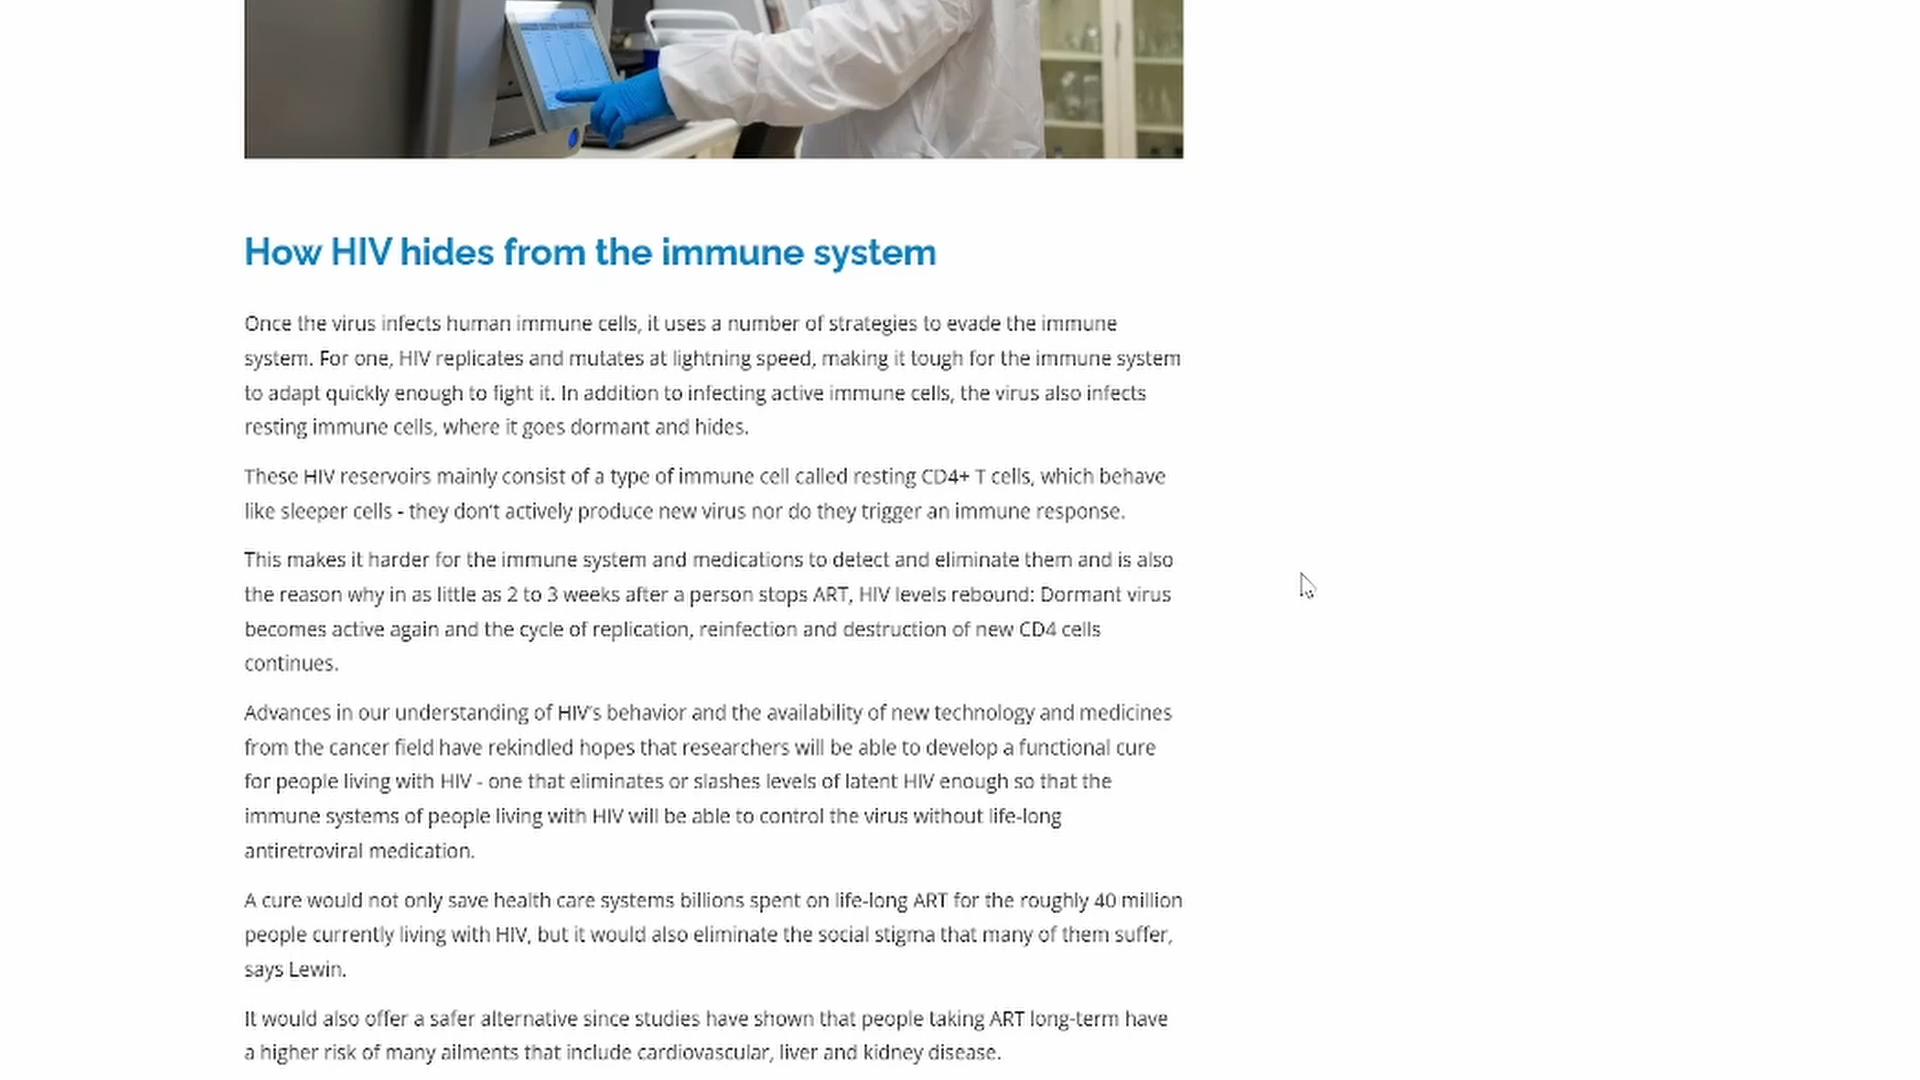 How HIV hides from the immune system
Once the virus infects human immune cells, it uses a number of strategies to evade the immune
system. For one, HIV replicates and mutates at lightning speed, making it tough for the immune system
to adapt quickly enough to fight it. In addition to infecting active immune cells, the virus also infects
resting immune cells, where it goes dormant and hides.
These HIV reservoirs mainly consist of a type of immune cell called resting CD4+ T cells, which behave
like sleeper cells - they don't actively produce new virus nor do they trigger an immune response.
This makes it harder for the immune system and medications to detect and eliminate them and is also
the reason why in as little as 2 to 3 weeks after a person stops ART, HIV levels rebound: Dormant virus
becomes active again and the cycle of replication, reinfection and destruction of new CD4 cells
continues.
Advances in our understanding of HIV's behavior and the availability of new technology and medicines
from the cancer field have rekindled hopes that researchers will be able to develop a functional cure
for people living with HIV - one that eliminates or slashes levels of latent HIV enough so that the
immune systems of people living with HIV will be able to control the virus without life-long
antiretroviral medication.
A cure would not only save health care systems billions spent on life-long ART for the roughly 40 million
people currently living with HIV, but it would also eliminate the social stigma that many of them suffer,
says Lewin.
It would also offer a safer alternative since studies have shown that people taking ART long-term have
a higher risk of many ailments that include cardiovascular, liver and kidney disease.